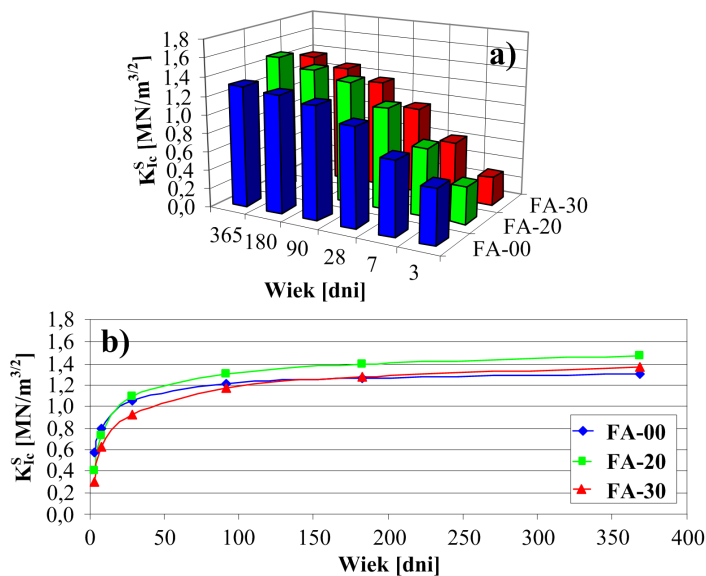 a)
K_Ic^S [MN/m^3/2]
1,8
1,6
1,4
1,2
1,0
0,8
0,6
0,4
0,2
0,0
365
180
90
28
7
3
FA-30
FA-20
FA-00
Wiek [dni]
b)
K_Ic^S [MN/m^3/2]
1,8
1,6
1,4
1,2
1,0
0,8
0,6
0,4
0,2
0,0
FA-00
FA-20
FA-30
0 50 100 150 200 250 300 350 400
Wiek [dni]